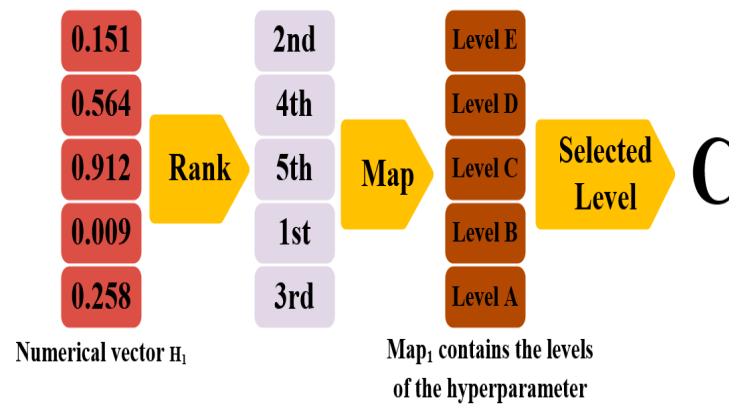 0.151
2nd
Level E
0.564
4th
Level D
0.912
Rank
5th
Map
Level C
Selected
Level
C
0.009
1st
Level B
0.258
3rd
Level A
Numerical vector H₁
Map₁ contains the levels
of the hyperparameter